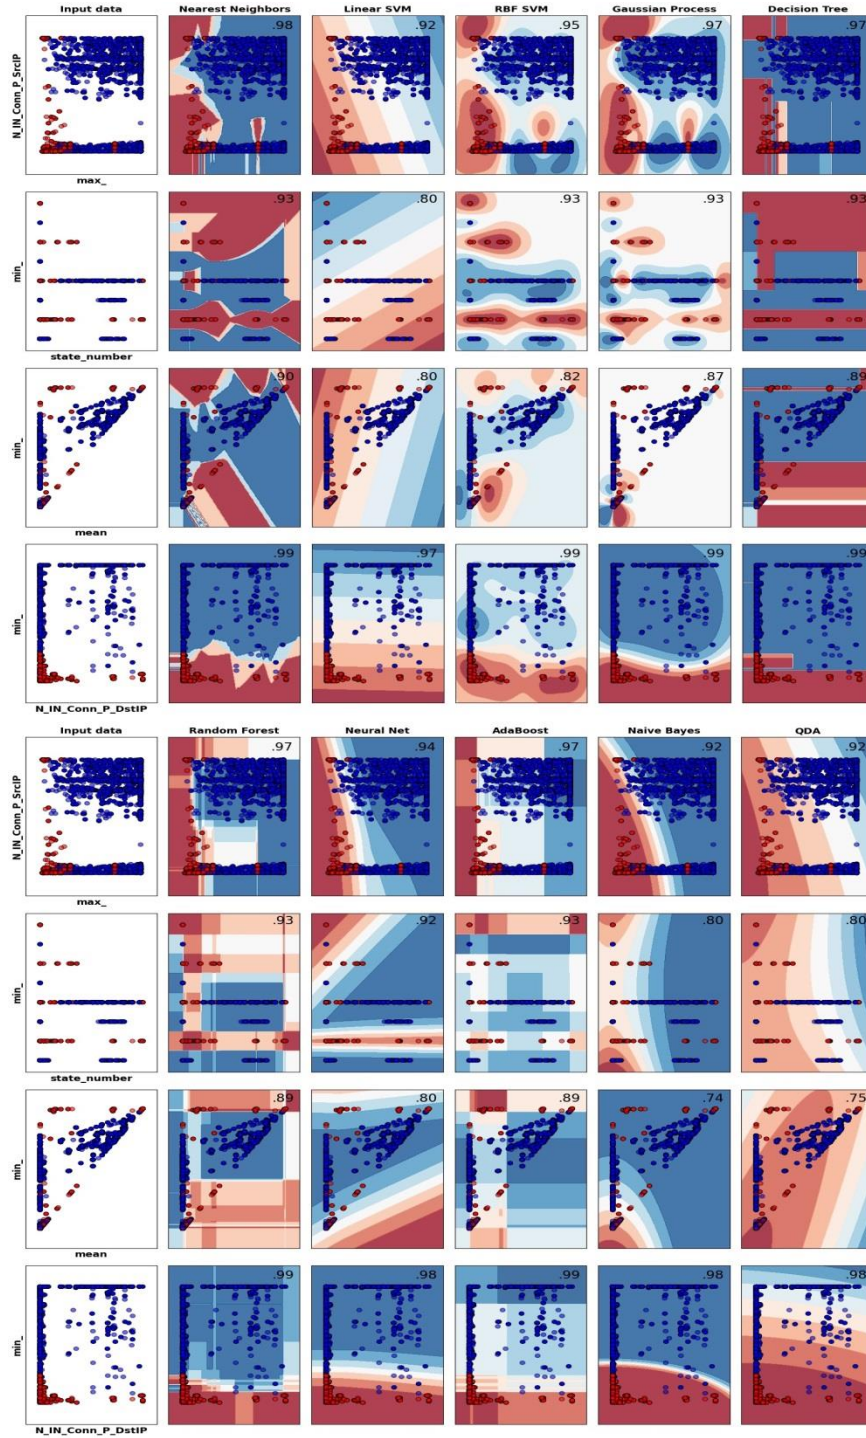 Input data Nearest Neighbors Linear SVM RBF SVM Gaussian Process Decision Tree
N_IN_Conn_P_SrcIP .98 .92 .95 .97 .97
max_
min_ .93 .80 .93 .93 .93
state_number
min_ .90 .80 .82 .87 .89
mean
min_ .99 .97 .99 .99 .99
N_IN_Conn_P_DstIP
Input data Random Forest Neural Net AdaBoost Naive Bayes QDA
N_IN_Conn_P_SrcIP .97 .94 .97 .92 .92
max_
min_ .93 .92 .93 .80 .80
state_number
min_ .89 .80 .89 .74 .75
mean
min_ .99 .98 .99 .98 .98
N_IN_Conn_P_DstIP